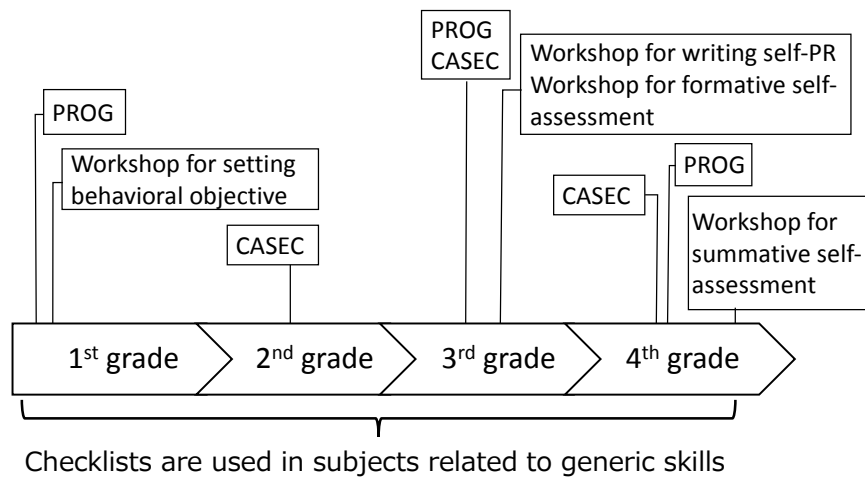 PROG
CASEC
Workshop for writing self-PR
Workshop for formative self-
assessment
PROG
Workshop for setting
behavioral objective
CASEC
CASEC
PROG
Workshop for
summative self-
assessment
1st grade
2nd grade
3rd grade
4th grade
Checklists are used in subjects related to generic skills